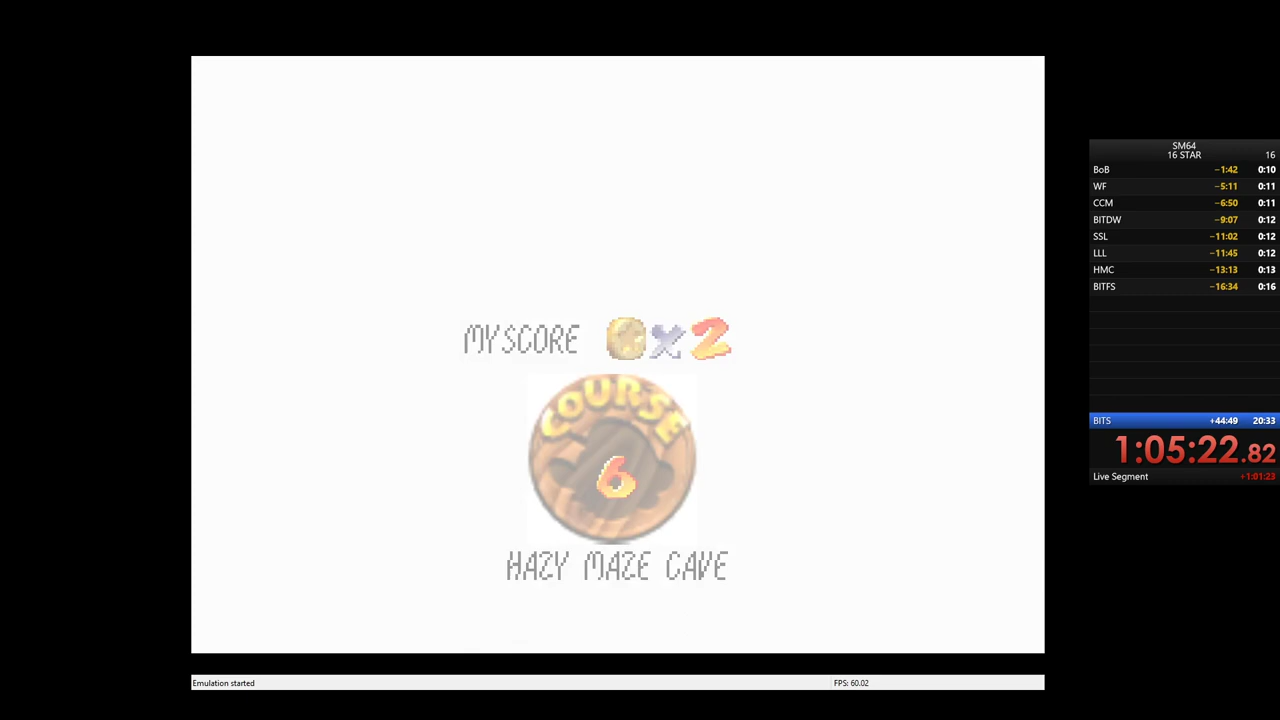 MY SCORE x2
COURSE
6
HAZY MAZE CAVE
SM64
16 STAR 16
BoB −1:42 0:10
WF −5:11 0:11
CCM −6:50 0:11
BITDW −9:07 0:12
SSL −11:02 0:12
LLL −11:45 0:12
HMC −13:13 0:13
BITFS −16:34 0:16
BITS +44:49 20:33
1:05:22.82
Live Segment +1:01:23
Emulation started FPS: 60.02